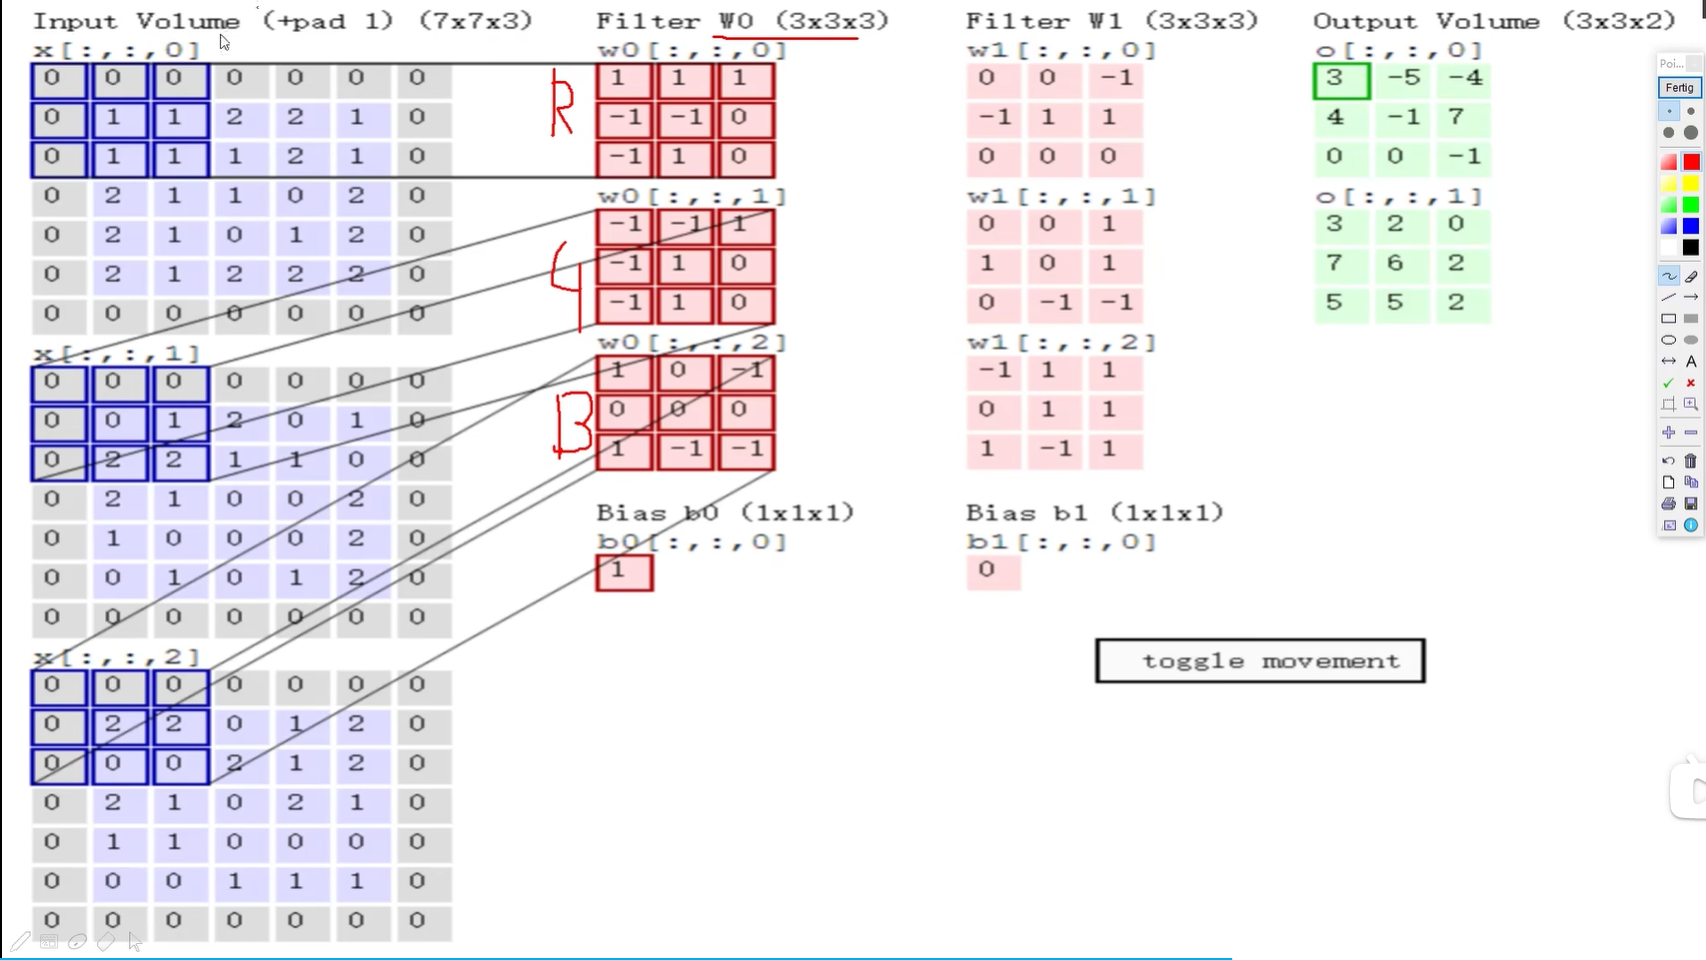 Input Volume (+pad 1) (7x7x3)
x[:,:,0]
0 0 0 0 0 0 0
0 1 1 2 2 1 0
0 1 1 1 2 1 0
0 2 1 1 0 2 0
0 2 1 0 1 2 0
0 2 1 2 2 2 0
0 0 0 0 0 0 0
x[:,:,1]
0 0 0 0 0 0 0
0 0 1 2 0 1 0
0 2 2 1 1 0 0
0 2 1 0 0 2 0
0 1 0 0 0 2 0
0 0 1 0 1 2 0
0 0 0 0 0 0 0
x[:,:,2]
0 0 0 0 0 0 0
0 2 2 0 1 2 0
0 0 0 2 1 2 0
0 2 1 0 2 1 0
0 1 1 0 0 0 0
0 0 0 1 1 1 0
0 0 0 0 0 0 0
Filter W0 (3x3x3)
w0[:,:,0]
R
1 1 1
-1 -1 0
-1 1 0
w0[:,:,1]
G
-1 -1 1
-1 1 0
-1 1 0
w0[:,:,2]
B
1 0 -1
0 0 0
1 -1 -1
Bias b0 (1x1x1)
b0[:,:,0]
1
Filter W1 (3x3x3)
w1[:,:,0]
0 0 -1
-1 1 1
0 0 0
w1[:,:,1]
0 0 1
1 0 1
0 -1 -1
w1[:,:,2]
-1 1 1
0 1 1
1 -1 1
Bias b1 (1x1x1)
b1[:,:,0]
0
Output Volume (3x3x2)
o[:,:,0]
3 -5 -4
4 -1 7
0 0 -1
o[:,:,1]
3 2 0
7 6 2
5 5 2
toggle movement
Poi...
Fertig
A